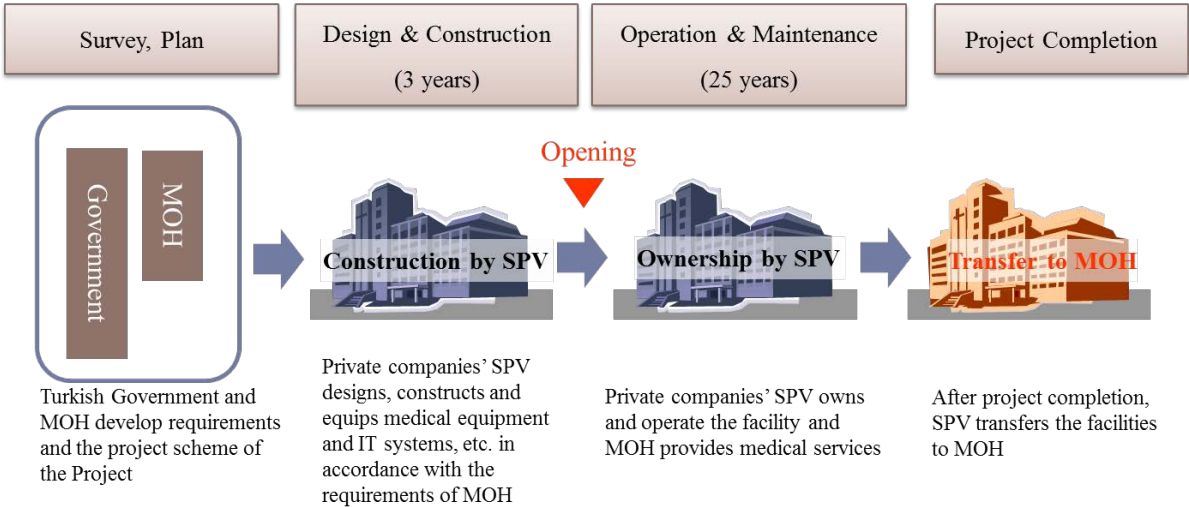 Survey, Plan
Design & Construction
(3 years)
Operation & Maintenance
(25 years)
Project Completion
Government
MOH
Opening
Construction by SPV
Ownership by SPV
Transfer to MOH
Turkish Government and
MOH develop requirements
and the project scheme of
the Project
Private companies’ SPV
designs, constructs and
equips medical equipment
and IT systems, etc. in
accordance with the
requirements of MOH
Private companies’ SPV owns
and operate the facility and
MOH provides medical services
After project completion,
SPV transfers the facilities
to MOH